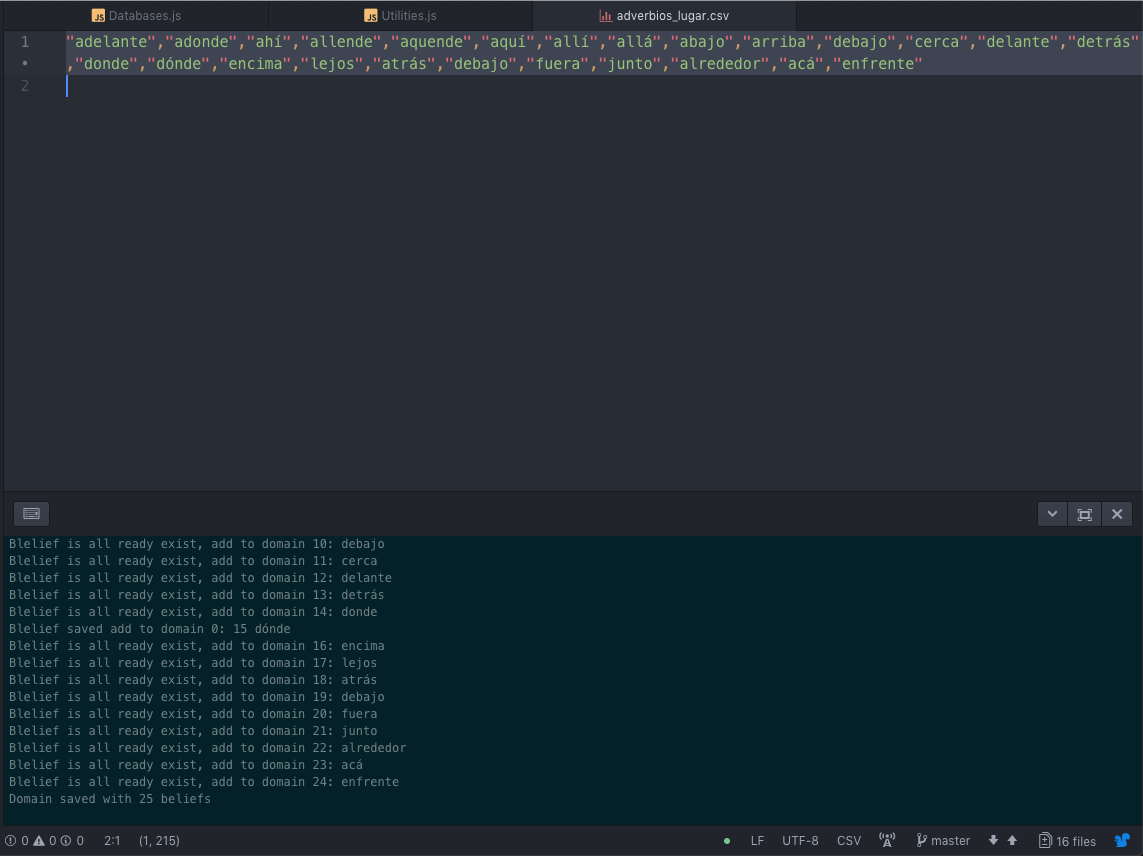 Databases.js
Utilities.js
adverbios_lugar.csv
1 "adelante","adonde","ahí","allende","aquende","aquí","allí","allá","abajo","arriba","debajo","cerca","delante","detrás"
,"donde","dónde","encima","lejos","atrás","debajo","fuera","junto","alrededor","acá","enfrente"
2
Blelief is all ready exist, add to domain 10: debajo
Blelief is all ready exist, add to domain 11: cerca
Blelief is all ready exist, add to domain 12: delante
Blelief is all ready exist, add to domain 13: detrás
Blelief is all ready exist, add to domain 14: donde
Blelief saved add to domain 0: 15 dónde
Blelief is all ready exist, add to domain 16: encima
Blelief is all ready exist, add to domain 17: lejos
Blelief is all ready exist, add to domain 18: atrás
Blelief is all ready exist, add to domain 19: debajo
Blelief is all ready exist, add to domain 20: fuera
Blelief is all ready exist, add to domain 21: junto
Blelief is all ready exist, add to domain 22: alrededor
Blelief is all ready exist, add to domain 23: acá
Blelief is all ready exist, add to domain 24: enfrente
Domain saved with 25 beliefs
0 0 0 2:1 (1, 215) LF UTF-8 CSV master 16 files